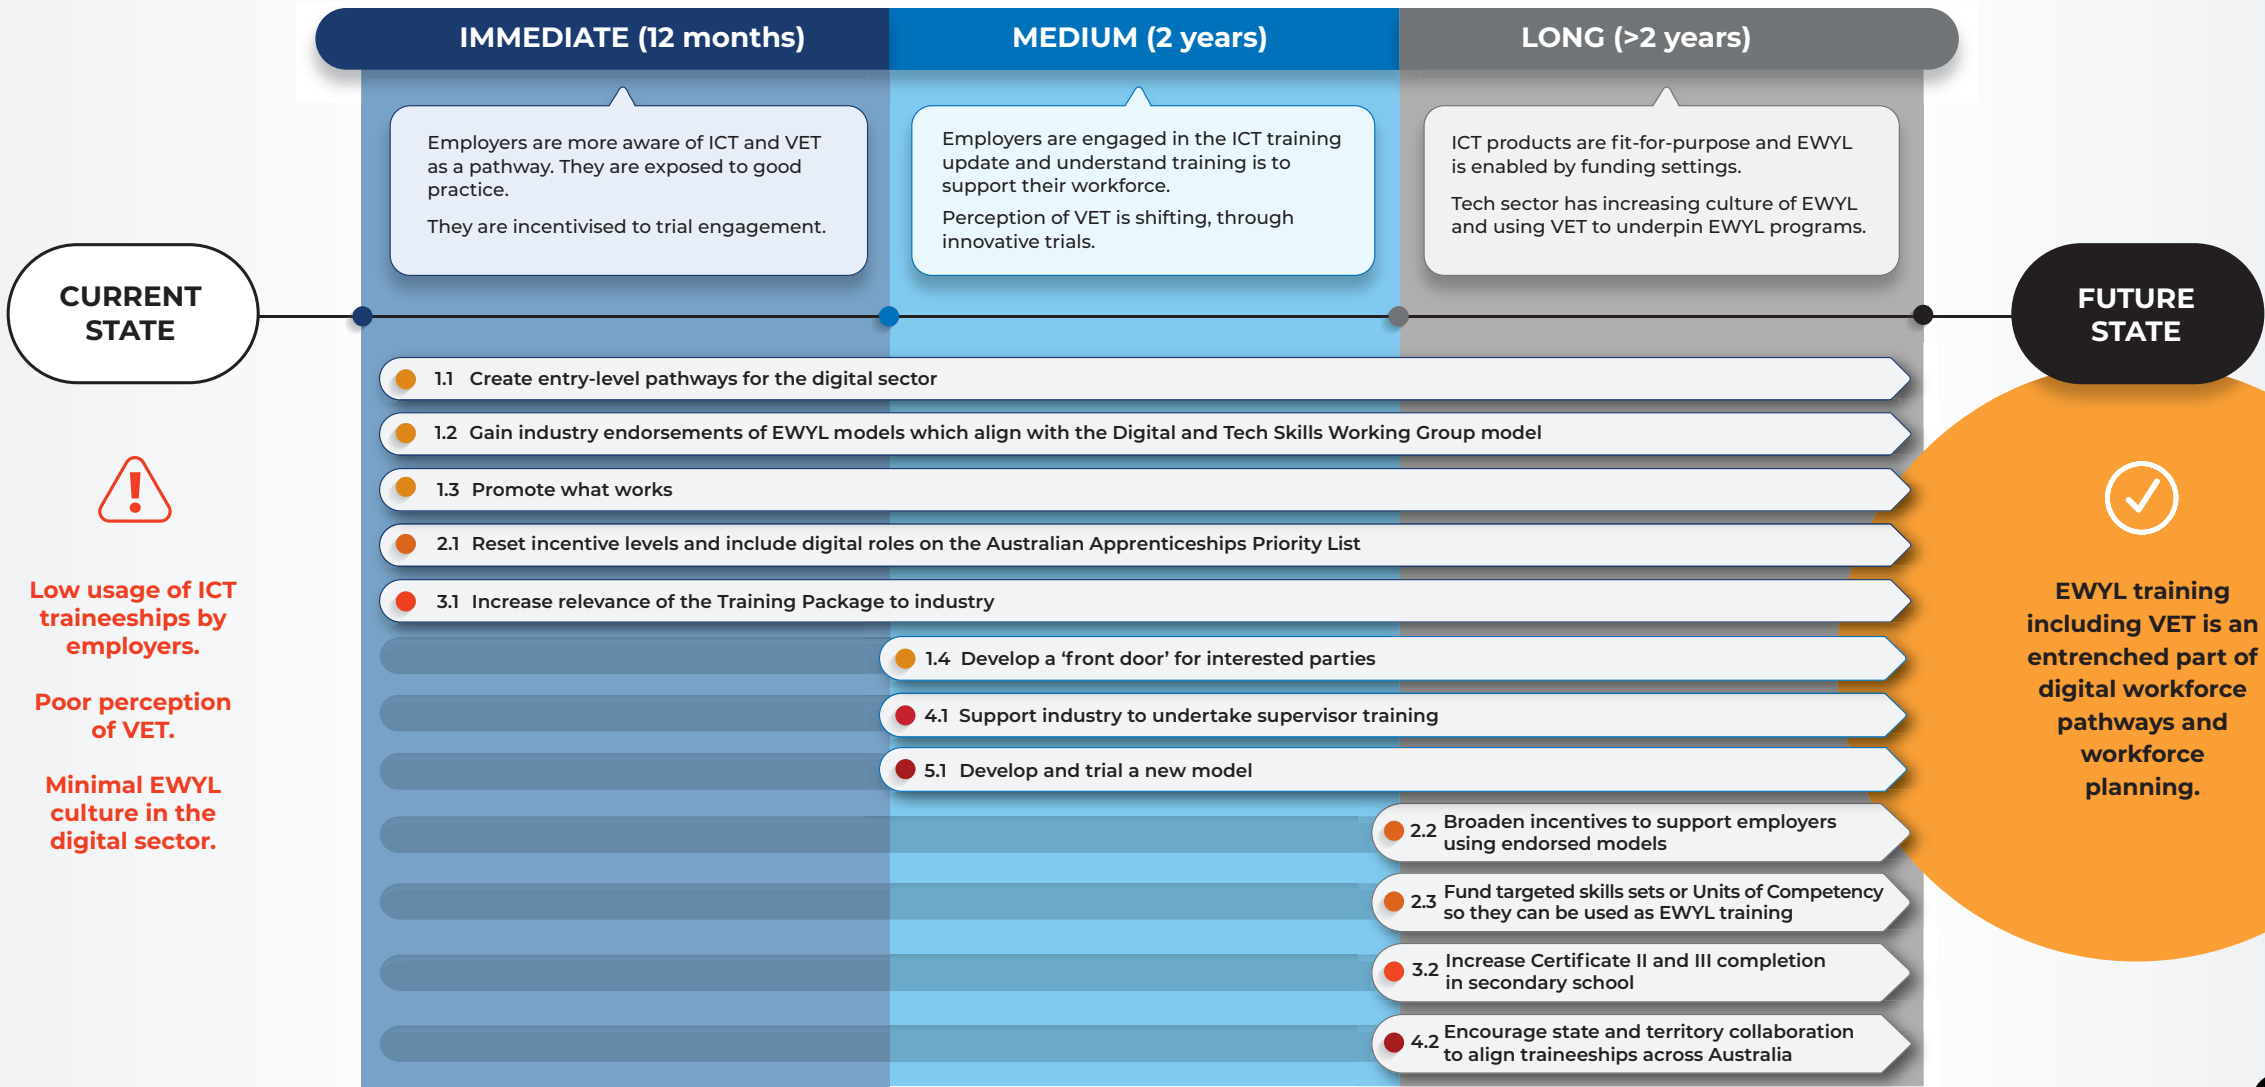 IMMEDIATE (12 months)
MEDIUM (2 years)
LONG (>2 years)
Employers are more aware of ICT and VET
as a pathway. They are exposed to good
practice.
They are incentivised to trial engagement.
Employers are engaged in the ICT training
update and understand training is to
support their workforce.
Perception of VET is shifting, through
innovative trials.
ICT products are fit-for-purpose and EWYL
is enabled by funding settings.
Tech sector has increasing culture of EWYL
and using VET to underpin EWYL programs.
CURRENT
STATE
Low usage of ICT
traineeships by
employers.
Poor perception
of VET.
Minimal EWYL
culture in the
digital sector.
1.1 Create entry-level pathways for the digital sector
1.2 Gain industry endorsements of EWYL models which align with the Digital and Tech Skills Working Group model
1.3 Promote what works
2.1 Reset incentive levels and include digital roles on the Australian Apprenticeships Priority List
3.1 Increase relevance of the Training Package to industry
1.4 Develop a ‘front door’ for interested parties
4.1 Support industry to undertake supervisor training
5.1 Develop and trial a new model
2.2 Broaden incentives to support employers
using endorsed models
2.3 Fund targeted skills sets or Units of Competency
so they can be used as EWYL training
3.2 Increase Certificate II and III completion
in secondary school
4.2 Encourage state and territory collaboration
to align traineeships across Australia
FUTURE
STATE
EWYL training
including VET is an
entrenched part of
digital workforce
pathways and
workforce
planning.